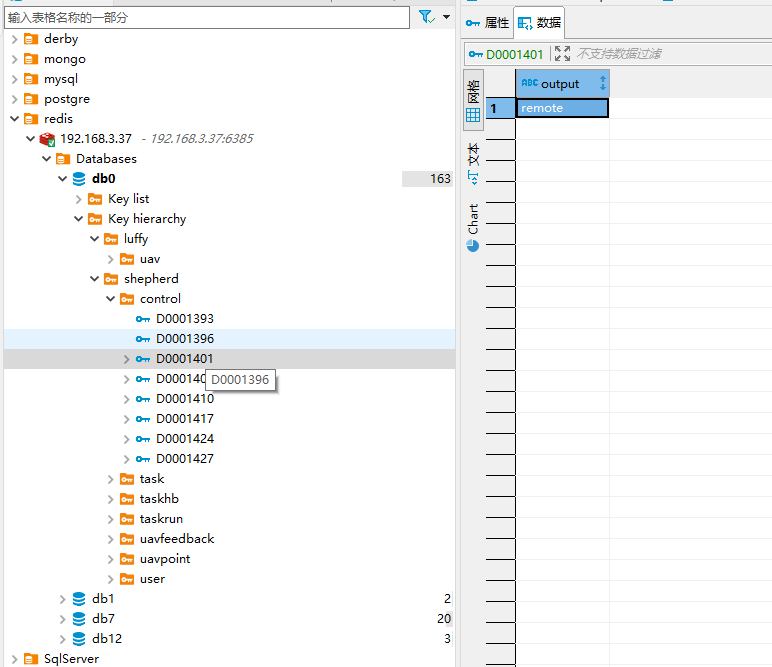 输入表格名称的一部分
derby
mongo
mysql
postgre
redis
192.168.3.37 - 192.168.3.37:6385
Databases
db0 163
Key list
Key hierarchy
luffy
uav
shepherd
control
D0001393
D0001396
D0001401
D000140
D0001396
D0001410
D0001417
D0001424
D0001427
task
taskhb
taskrun
uavfeedback
uavpoint
user
db1 2
db7 20
db12 3
SqlServer
属性 数据
D0001401 不支持数据过滤
网格
文本
Chart
ABC output
1 remote